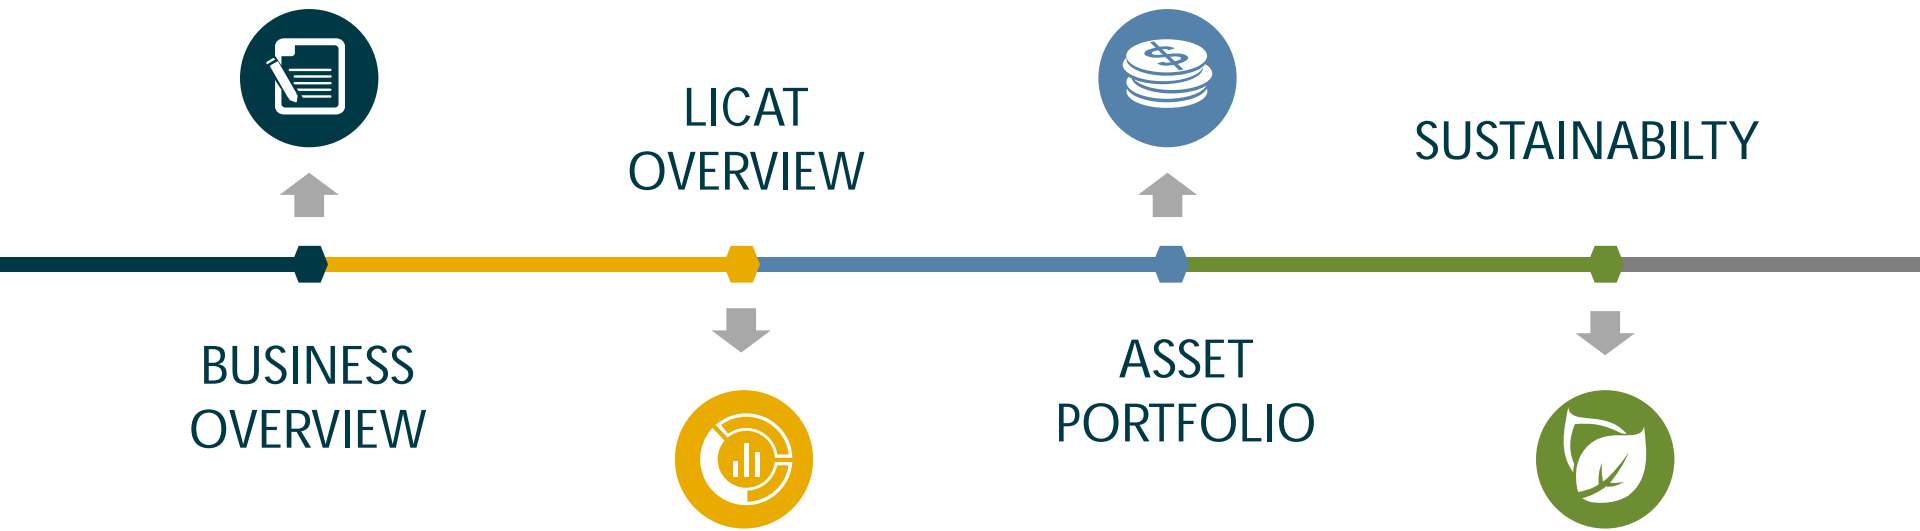 BUSINESS
OVERVIEW
LICAT
OVERVIEW
$
ASSET
PORTFOLIO
SUSTAINABILTY